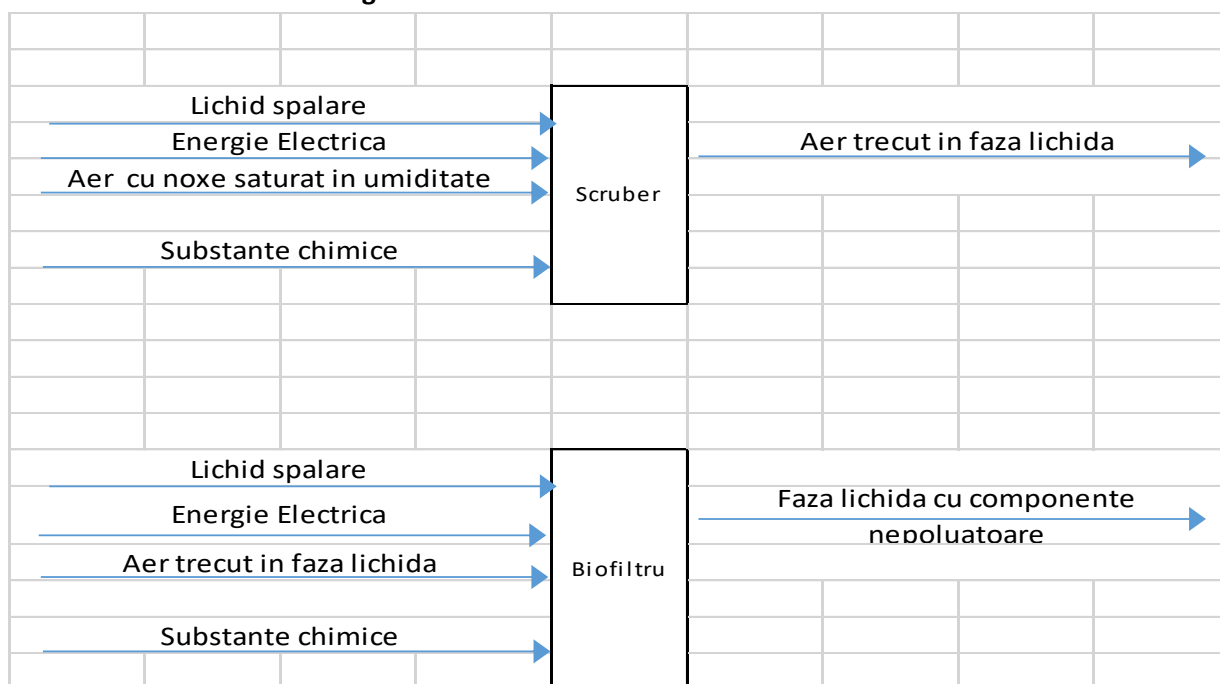 Lichid spalare
Energie Electrica
Aer cu noxe saturat in umiditate
Substante chimice
Scruber
Aer trecut in faza lichida
Lichid spalare
Energie Electrica
Aer trecut in faza lichida
Substante chimice
Biofiltru
Faza lichida cu componente
nepoluatoare